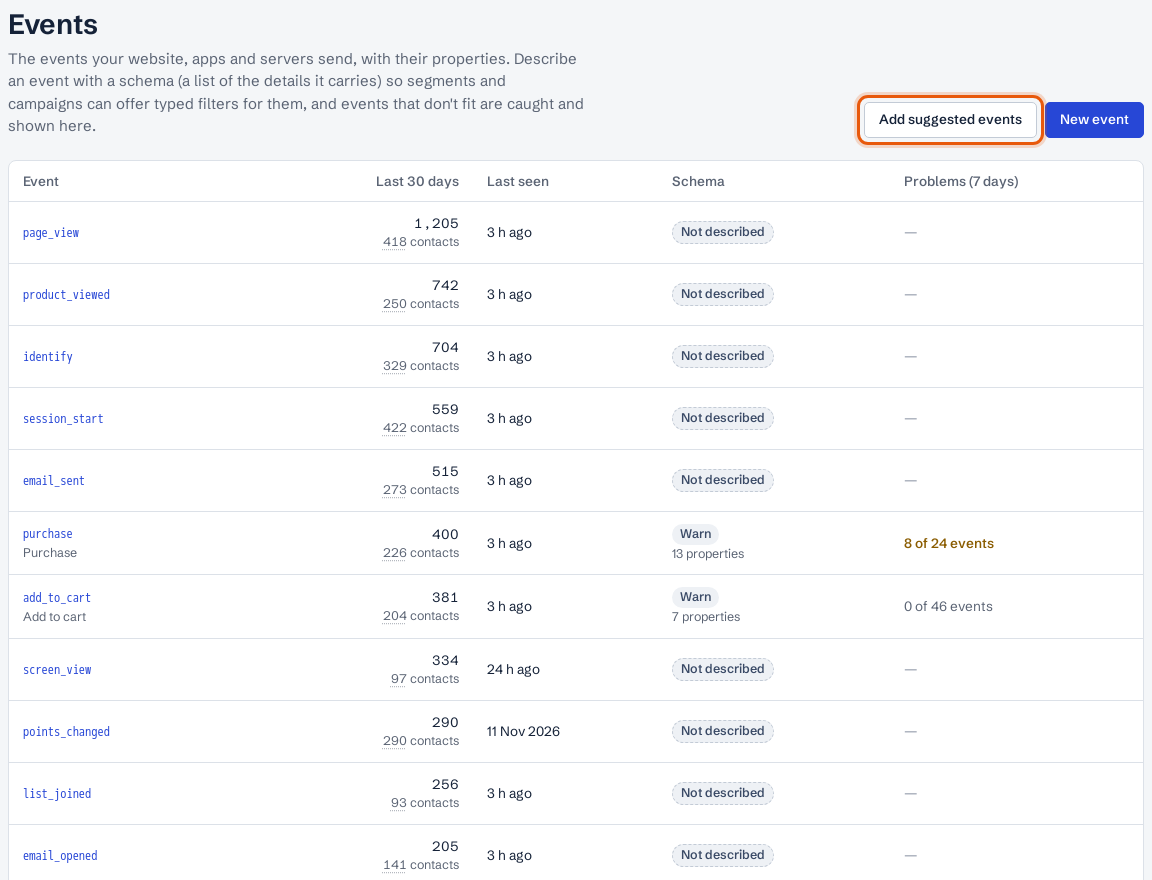 Events
The events your website, apps and servers send, with their properties. Describe
an event with a schema (a list of the details it carries) so segments and
campaigns can offer typed filters for them, and events that don't fit are caught and
shown here.
Add suggested events
New event
Event Last 30 days Last seen Schema Problems (7 days)
page_view 1,205 3 h ago Not described —
418 contacts
product_viewed 742 3 h ago Not described —
250 contacts
identify 704 3 h ago Not described —
329 contacts
session_start 559 3 h ago Not described —
422 contacts
email_sent 515 3 h ago Not described —
273 contacts
purchase 400 3 h ago Warn 8 of 24 events
Purchase 226 contacts 13 properties
add_to_cart 381 3 h ago Warn 0 of 46 events
Add to cart 204 contacts 7 properties
screen_view 334 24 h ago Not described —
97 contacts
points_changed 290 11 Nov 2026 Not described —
290 contacts
list_joined 256 3 h ago Not described —
93 contacts
email_opened 205 3 h ago Not described —
141 contacts